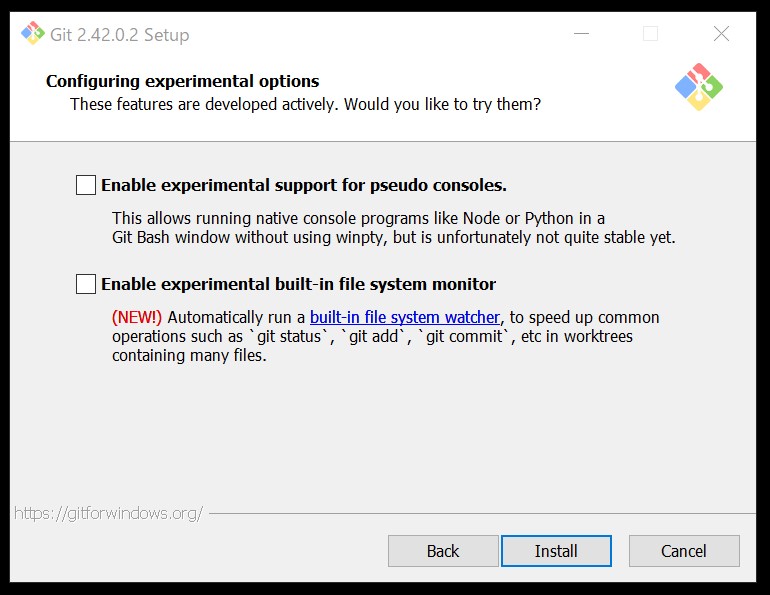 Git 2.42.0.2 Setup
Configuring experimental options
These features are developed actively. Would you like to try them?
Enable experimental support for pseudo consoles.
This allows running native console programs like Node or Python in a
Git Bash window without using winpty, but is unfortunately not quite stable yet.
Enable experimental built-in file system monitor
(NEW!) Automatically run a built-in file system watcher, to speed up common
operations such as `git status`, `git add`, `git commit`, etc in worktrees
containing many files.
https://gitforwindows.org/
Back Install Cancel